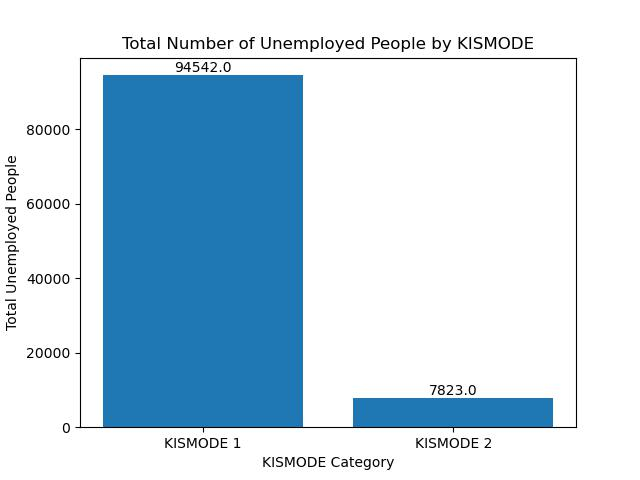 Total Number of Unemployed People by KISMODE
94542.0
7823.0
80000
60000
40000
20000
0
Total Unemployed People
KISMODE 1
KISMODE 2
KISMODE Category